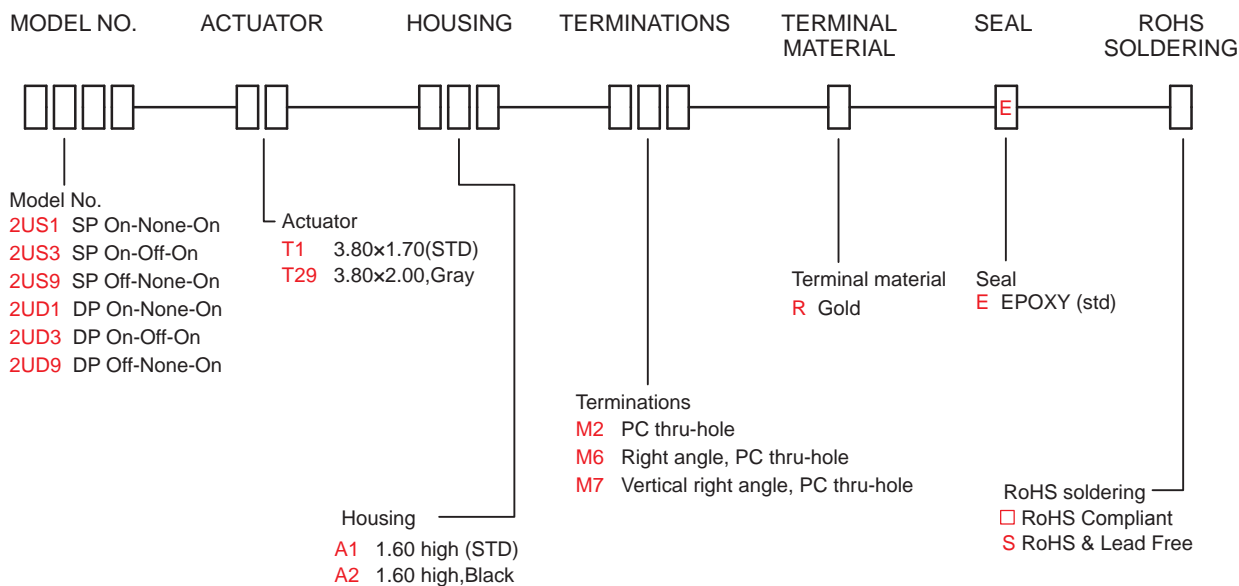 MODEL NO. ACTUATOR HOUSING TERMINATIONS TERMINAL MATERIAL SEAL ROHS SOLDERING
E
Model No.
2US1 SP On-None-On
2US3 SP On-Off-On
2US9 SP Off-None-On
2UD1 DP On-None-On
2UD3 DP On-Off-On
2UD9 DP Off-None-On
Actuator
T1 3.80×1.70(STD)
T29 3.80×2.00,Gray
Housing
A1 1.60 high (STD)
A2 1.60 high,Black
Terminations
M2 PC thru-hole
M6 Right angle, PC thru-hole
M7 Vertical right angle, PC thru-hole
Terminal material
R Gold
Seal
E EPOXY (std)
RoHS soldering
□ RoHS Compliant
S RoHS & Lead Free